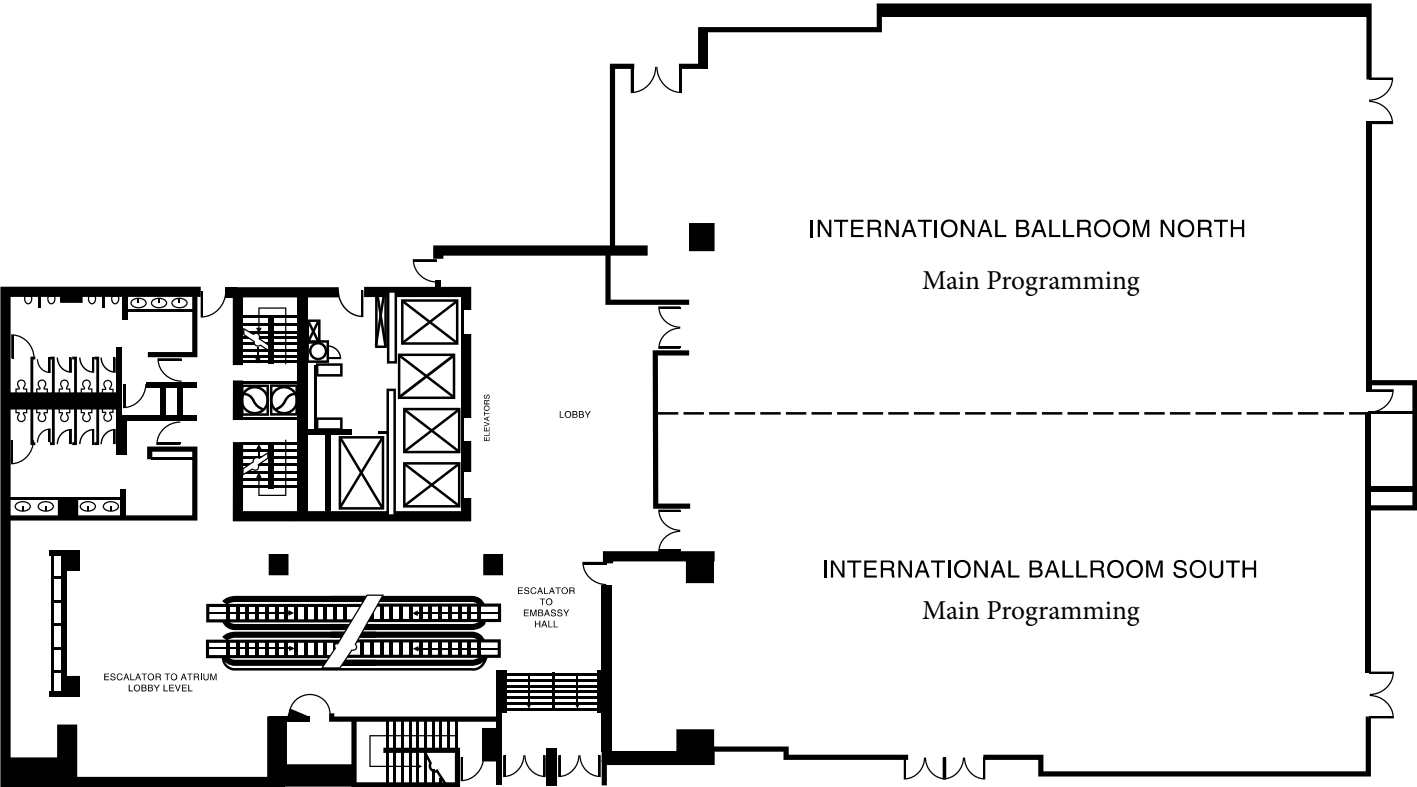 INTERNATIONAL BALLROOM NORTH
Main Programming
ELEVATORS
LOBBY
INTERNATIONAL BALLROOM SOUTH
Main Programming
ESCALATOR
TO
EMBASSY
HALL
ESCALATOR TO ATRIUM
LOBBY LEVEL